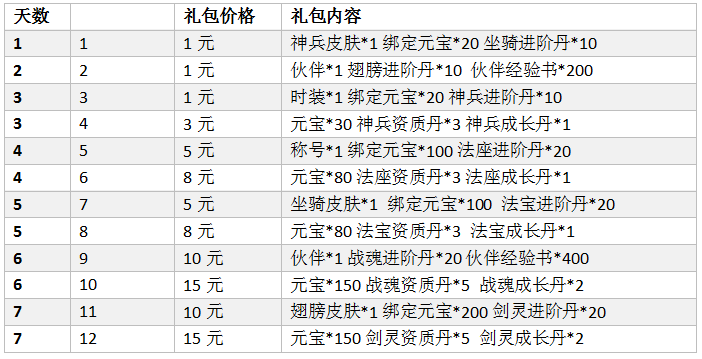 天数 礼包价格 礼包内容
1 1 1 元 神兵皮肤*1 绑定元宝*20 坐骑进阶丹*10
2 2 1 元 伙伴*1 翅膀进阶丹*10 伙伴经验书*200
3 3 1 元 时装*1 绑定元宝*20 神兵进阶丹*10
3 4 3 元 元宝*30 神兵资质丹*3 神兵成长丹*1
4 5 5 元 称号*1 绑定元宝*100 法座进阶丹*20
4 6 8 元 元宝*80 法座资质丹*3 法座成长丹*1
5 7 5 元 坐骑皮肤*1 绑定元宝*100 法宝进阶丹*20
5 8 8 元 元宝*80 法宝资质丹*3 法宝成长丹*1
6 9 10 元 伙伴*1 战魂进阶丹*20 伙伴经验书*400
6 10 15 元 元宝*150 战魂资质丹*5 战魂成长丹*2
7 11 10 元 翅膀皮肤*1 绑定元宝*200 剑灵进阶丹*20
7 12 15 元 元宝*150 剑灵资质丹*5 剑灵成长丹*2